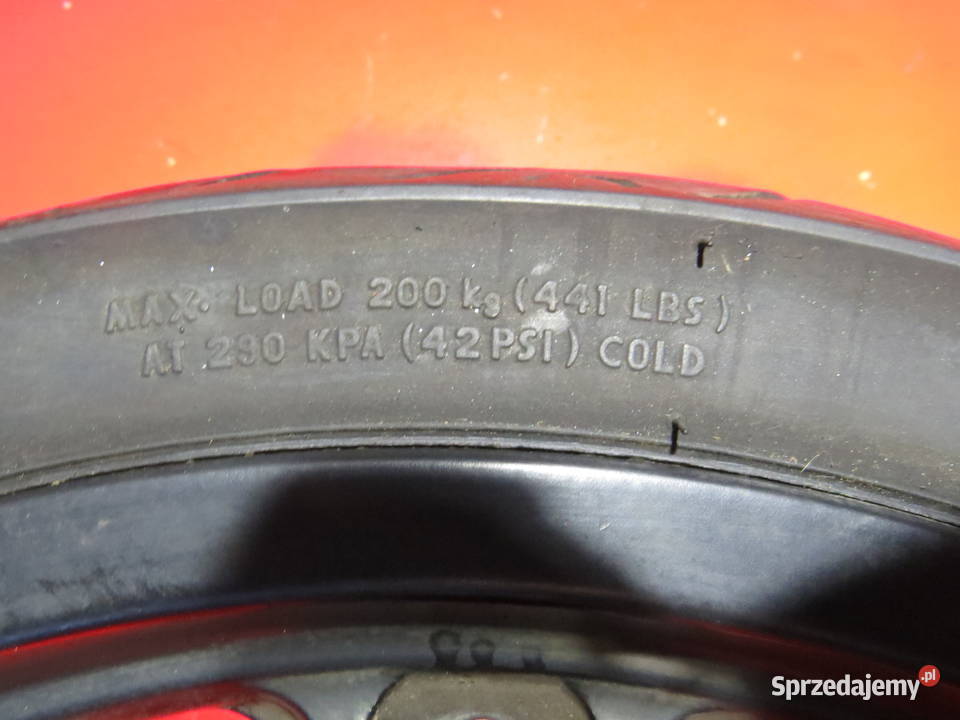 MAX. LOAD 200 kg (441 LBS)
AT 290 KPA (42 PSI) COLD
Sprzedajemy.pl